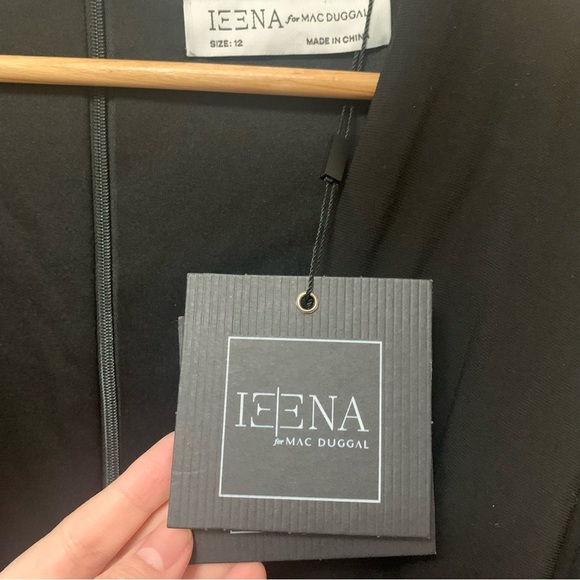 IEENA for MAC DUGGAL
SIZE: 12 MADE IN CHINA
IEENA
for MAC DUGGAL